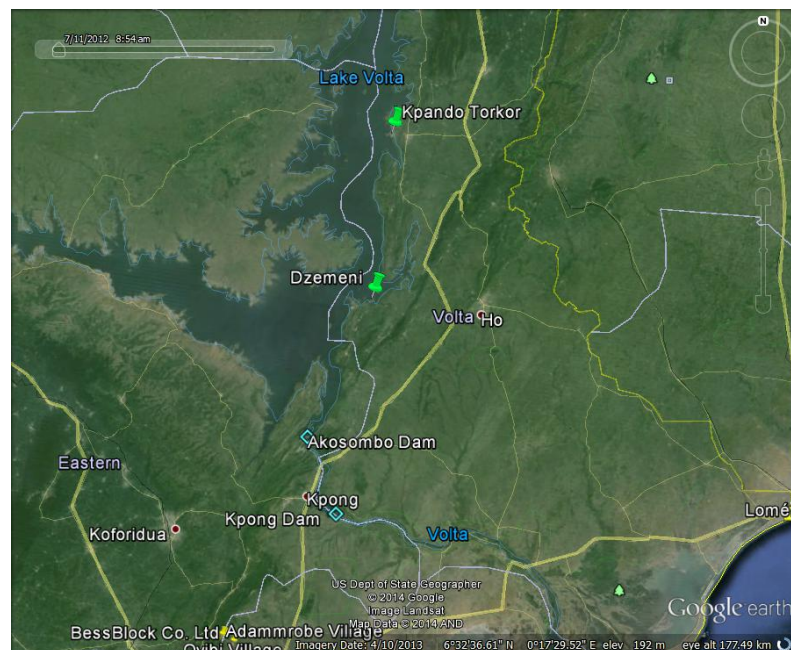 7/11/2012 8:54 am
N
Lake Volta
Kpando Torkor
Dzemeni
Volta
Ho
Akosombo Dam
Eastern
Kpong
Kpong Dam
Koforidua
Volta
Lomé
US Dept of State Geographer
© 2014 Google
Image Landsat
Map Data © 2014 AND
Google earth
BessBlock Co. Ltd
Adammrobe Village
Oyibi Village
Imagery Date: 4/10/2013 6°32'36.61" N 0°17'29.52" E elev 192 m eye alt 177.49 km